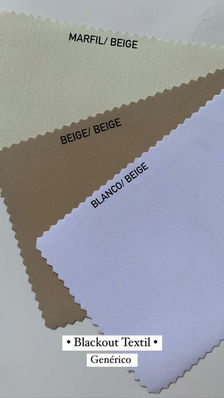 MARFIL/ BEIGE
BEIGE/ BEIGE
BLANCO/ BEIGE
• Blackout Textil •
Genérico